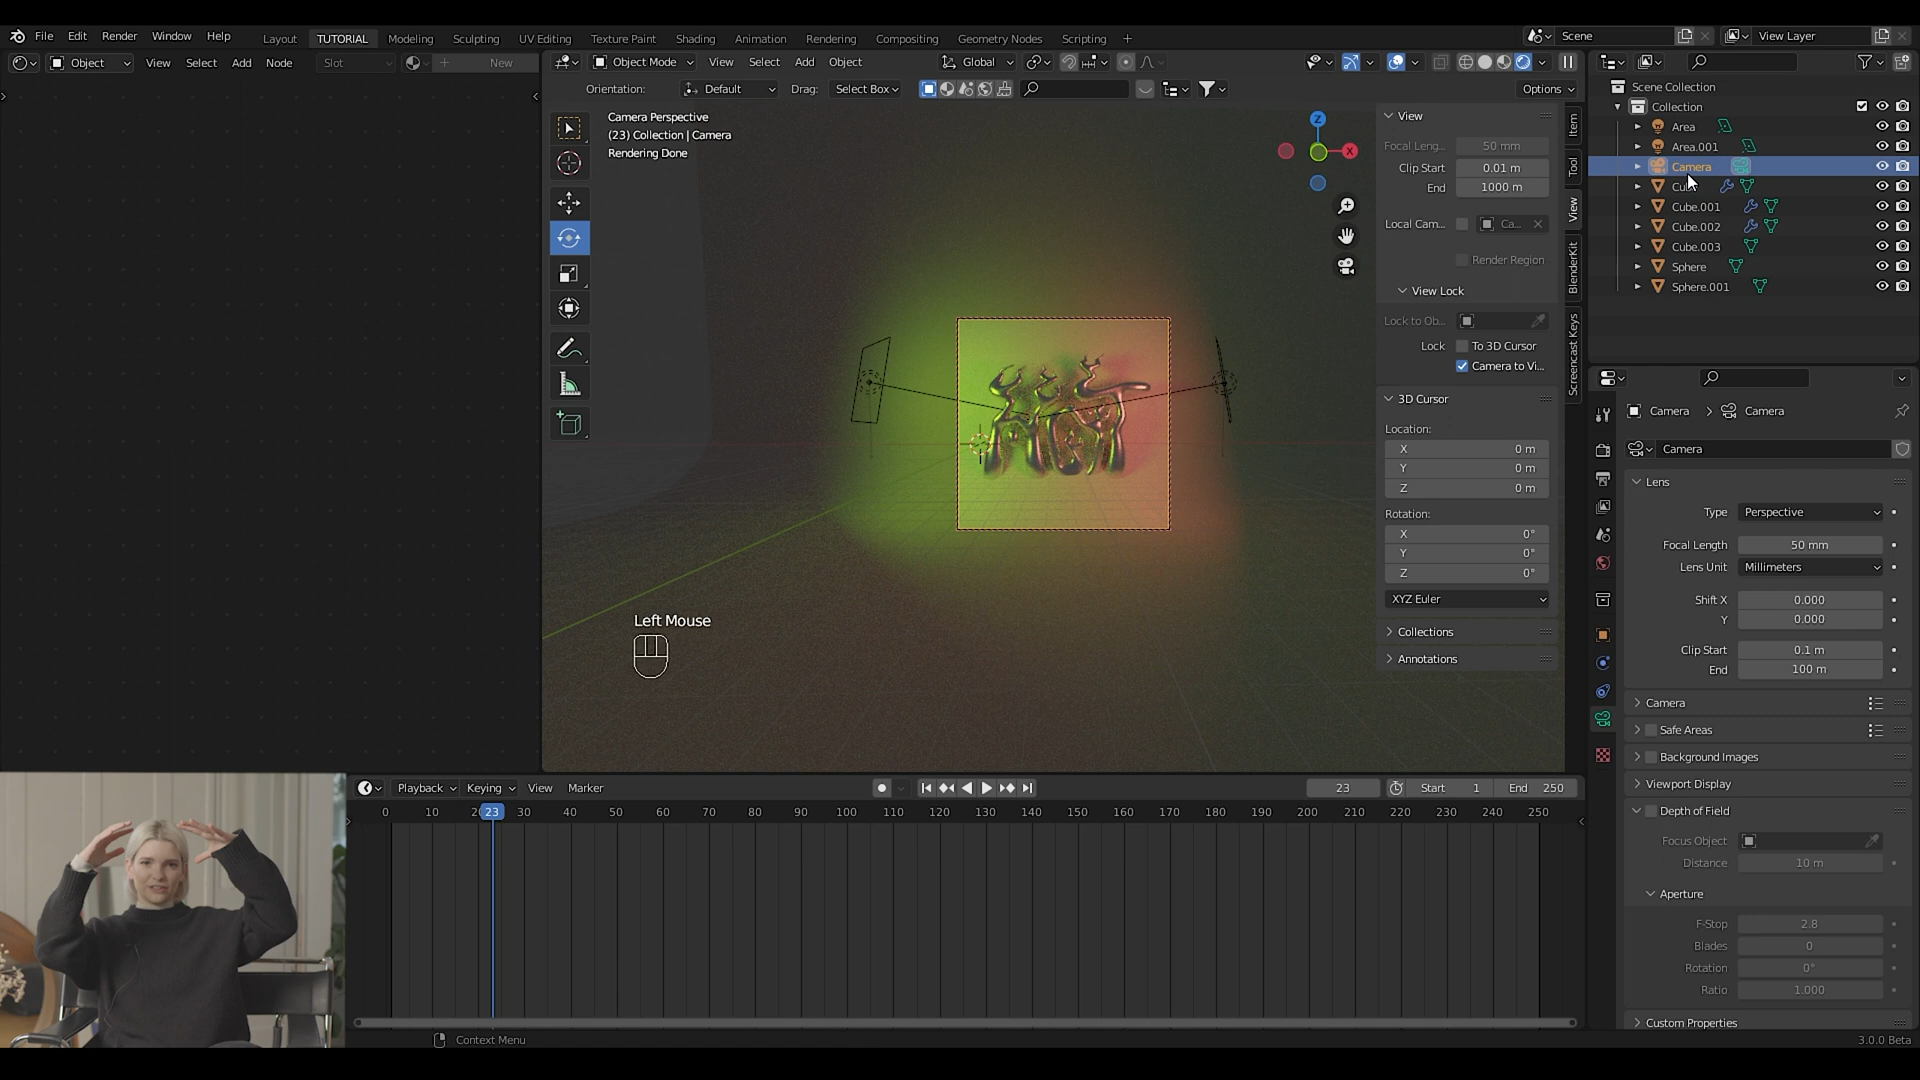 File Edit Render Window Help
Layout TUTORIAL Modeling Sculpting UV Editing Texture Paint Shading Animation Rendering Compositing Geometry Nodes Scripting +
Scene
View Layer
Object View Select Add Node Slot New
Object Mode View Select Add Object Global
Orientation: Default Drag: Select Box
Options
Camera Perspective
(23) Collection | Camera
Rendering Done
Z
X
View
Focal Leng... 50 mm
Clip Start 0.01 m
End 1000 m
Local Cam... Ca...
Render Region
View Lock
Lock to Ob...
Lock To 3D Cursor
Camera to Vi...
3D Cursor
Location:
X 0 m
Y 0 m
Z 0 m
Rotation:
X 0°
Y 0°
Z 0°
XYZ Euler
Collections
Annotations
Item
Tool
View
BlenderKit
Screencast Keys
Left Mouse
Scene Collection
Collection
Area
Area.001
Camera
Cube.001
Cube.002
Cube.003
Sphere
Sphere.001
Camera > Camera
Camera
Lens
Type Perspective
Focal Length 50 mm
Lens Unit Millimeters
Shift X 0.000
Y 0.000
Clip Start 0.1 m
End 100 m
Camera
Safe Areas
Background Images
Viewport Display
Depth of Field
Focus Object
Distance 10 m
Aperture
F-Stop 2.8
Blades 0
Rotation 0°
Ratio 1.000
Custom Properties
Playback Keying View Marker
23 Start 1 End 250
0 10 23 30 40 50 60 70 80 90 100 110 120 130 140 150 160 170 180 190 200 210 220 230 240 250
Context Menu
3.0.0 Beta